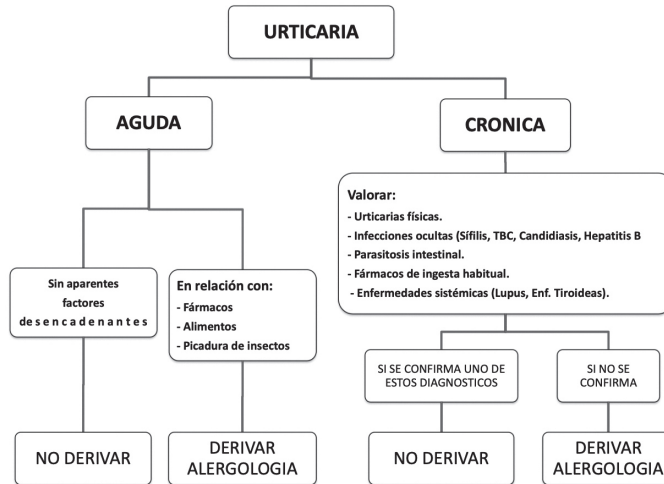 URTICARIA
AGUDA
CRONICA
Valorar:
- Urticarias físicas.
- Infecciones ocultas (Sífilis, TBC, Candidiasis, Hepatitis B
- Parasitosis intestinal.
- Fármacos de ingesta habitual.
- Enfermedades sistémicas (Lupus, Enf. Tiroideas).
Sin aparentes
factores
desencadenantes
En relación con:
- Fármacos
- Alimentos
- Picadura de insectos
SI SE CONFIRMA UNO DE
ESTOS DIAGNOSTICOS
SI NO SE
CONFIRMA
NO DERIVAR
DERIVAR
ALERGOLOGIA
NO DERIVAR
DERIVAR
ALERGOLOGIA